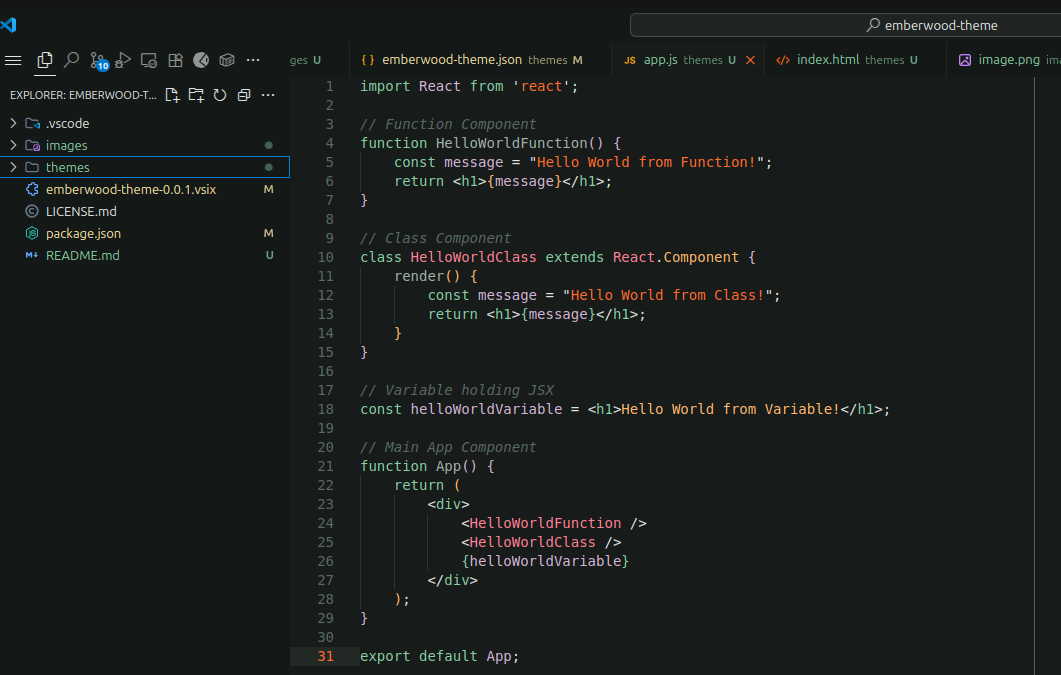 emberwood-theme
10
ges U
{ } emberwood-theme.json themes M
JS app.js themes U
</> index.html themes U
image.png im
EXPLORER: EMBERWOOD-T...
.vscode
images
themes
emberwood-theme-0.0.1.vsix M
LICENSE.md
package.json M
README.md U
1 import React from 'react';
2
3 // Function Component
4 function HelloWorldFunction() {
5 const message = "Hello World from Function!";
6 return <h1>{message}</h1>;
7 }
8
9 // Class Component
10 class HelloWorldClass extends React.Component {
11 render() {
12 const message = "Hello World from Class!";
13 return <h1>{message}</h1>;
14 }
15 }
16
17 // Variable holding JSX
18 const helloWorldVariable = <h1>Hello World from Variable!</h1>;
19
20 // Main App Component
21 function App() {
22 return (
23 <div>
24 <HelloWorldFunction />
25 <HelloWorldClass />
26 {helloWorldVariable}
27 </div>
28 );
29 }
30
31 export default App;